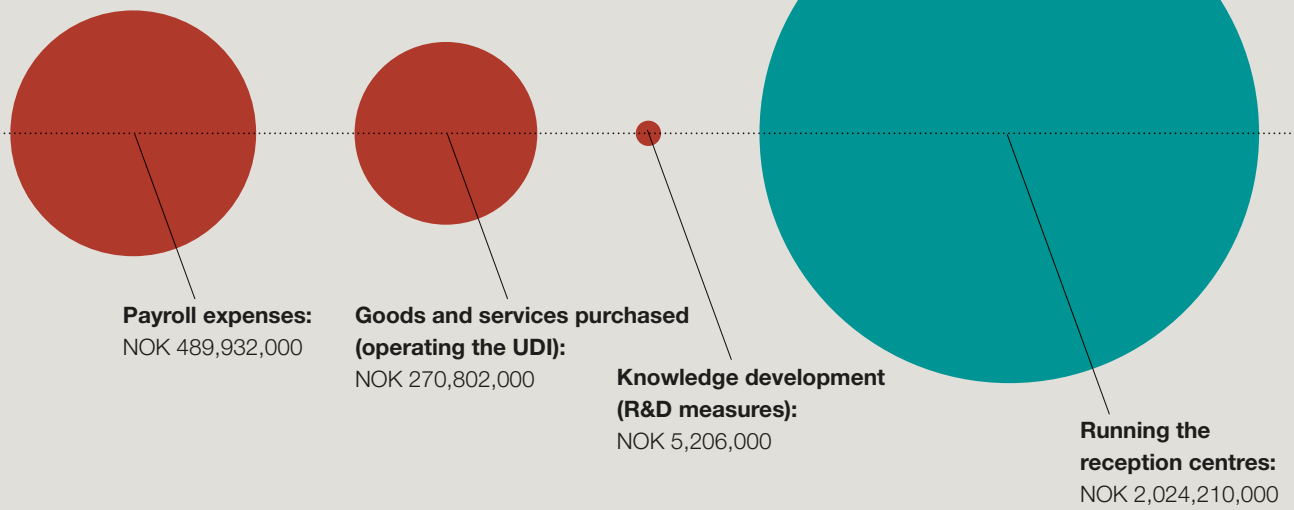 Payroll expenses:
NOK 489,932,000
Goods and services purchased
(operating the UDI):
NOK 270,802,000
Knowledge development
(R&D measures):
NOK 5,206,000
Running the
reception centres:
NOK 2,024,210,000